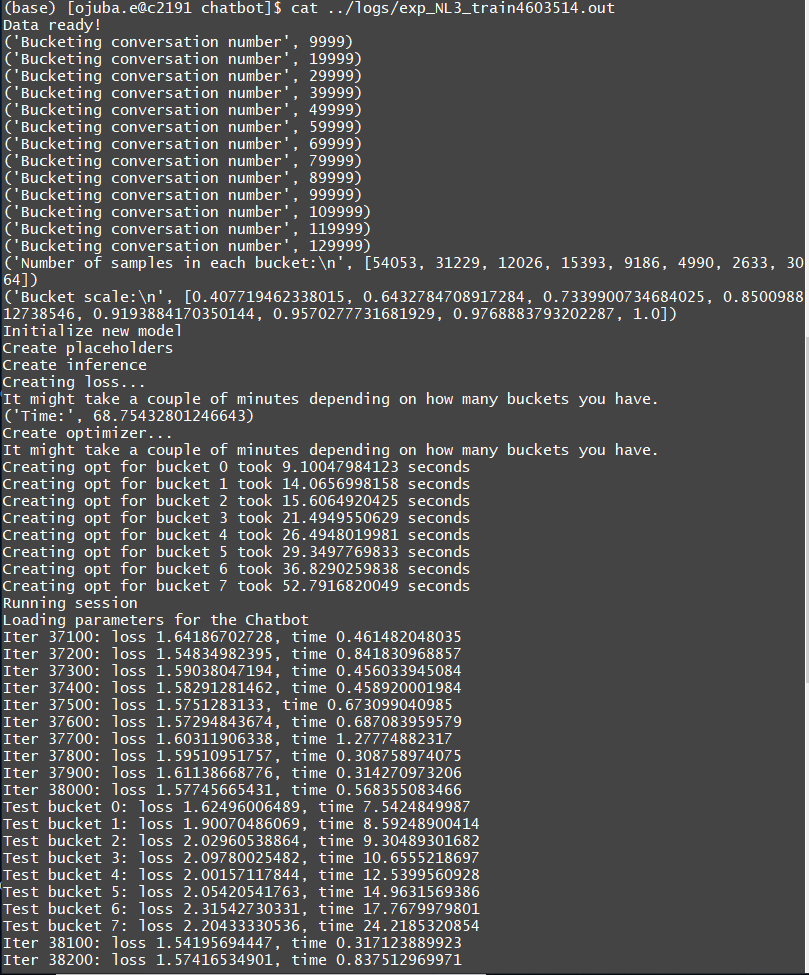 (base) [ojuba.e@c2191 chatbot]$ cat ../logs/exp_NL3_train4603514.out
Data ready!
('Bucketing conversation number', 9999)
('Bucketing conversation number', 19999)
('Bucketing conversation number', 29999)
('Bucketing conversation number', 39999)
('Bucketing conversation number', 49999)
('Bucketing conversation number', 59999)
('Bucketing conversation number', 69999)
('Bucketing conversation number', 79999)
('Bucketing conversation number', 89999)
('Bucketing conversation number', 99999)
('Bucketing conversation number', 109999)
('Bucketing conversation number', 119999)
('Bucketing conversation number', 129999)
('Number of samples in each bucket:\n', [54053, 31229, 12026, 15393, 9186, 4990, 2633, 30
64])
('Bucket scale:\n', [0.407719462338015, 0.6432784708917284, 0.7339900734684025, 0.8500988
12738546, 0.9193884170350144, 0.9570277731681929, 0.9768883793202287, 1.0])
Initialize new model
Create placeholders
Create inference
Creating loss...
It might take a couple of minutes depending on how many buckets you have.
('Time:', 68.75432801246643)
Create optimizer...
It might take a couple of minutes depending on how many buckets you have.
Creating opt for bucket 0 took 9.10047984123 seconds
Creating opt for bucket 1 took 14.0656998158 seconds
Creating opt for bucket 2 took 15.6064920425 seconds
Creating opt for bucket 3 took 21.4949550629 seconds
Creating opt for bucket 4 took 26.4948019981 seconds
Creating opt for bucket 5 took 29.3497769833 seconds
Creating opt for bucket 6 took 36.8290259838 seconds
Creating opt for bucket 7 took 52.7916820049 seconds
Running session
Loading parameters for the Chatbot
Iter 37100: loss 1.64186702728, time 0.461482048035
Iter 37200: loss 1.54834982395, time 0.841830968857
Iter 37300: loss 1.59038047194, time 0.456033945084
Iter 37400: loss 1.58291281462, time 0.458920001984
Iter 37500: loss 1.5751283133, time 0.673099040985
Iter 37600: loss 1.57294843674, time 0.687083959579
Iter 37700: loss 1.60311906338, time 1.27774882317
Iter 37800: loss 1.59510951757, time 0.308758974075
Iter 37900: loss 1.61138668776, time 0.314270973206
Iter 38000: loss 1.57745665431, time 0.568355083466
Test bucket 0: loss 1.62496006489, time 7.5424849987
Test bucket 1: loss 1.90070486069, time 8.59248900414
Test bucket 2: loss 2.02960538864, time 9.30489301682
Test bucket 3: loss 2.09780025482, time 10.6555218697
Test bucket 4: loss 2.00157117844, time 12.5399560928
Test bucket 5: loss 2.05420541763, time 14.9631569386
Test bucket 6: loss 2.31542730331, time 17.7679979801
Test bucket 7: loss 2.20433330536, time 24.2185320854
Iter 38100: loss 1.54195694447, time 0.317123889923
Iter 38200: loss 1.57416534901, time 0.837512969971